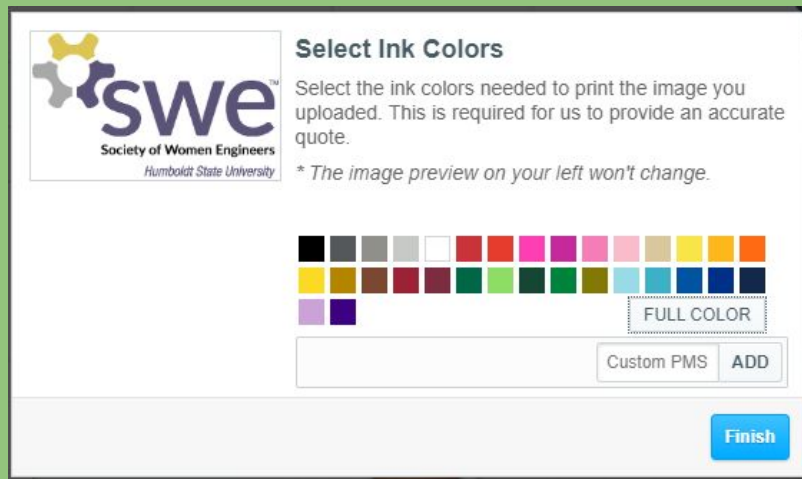 swe™
Society of Women Engineers
Humboldt State University
Select Ink Colors
Select the ink colors needed to print the image you
uploaded. This is required for us to provide an accurate
quote.
* The image preview on your left won't change.
FULL COLOR
Custom PMS ADD
Finish